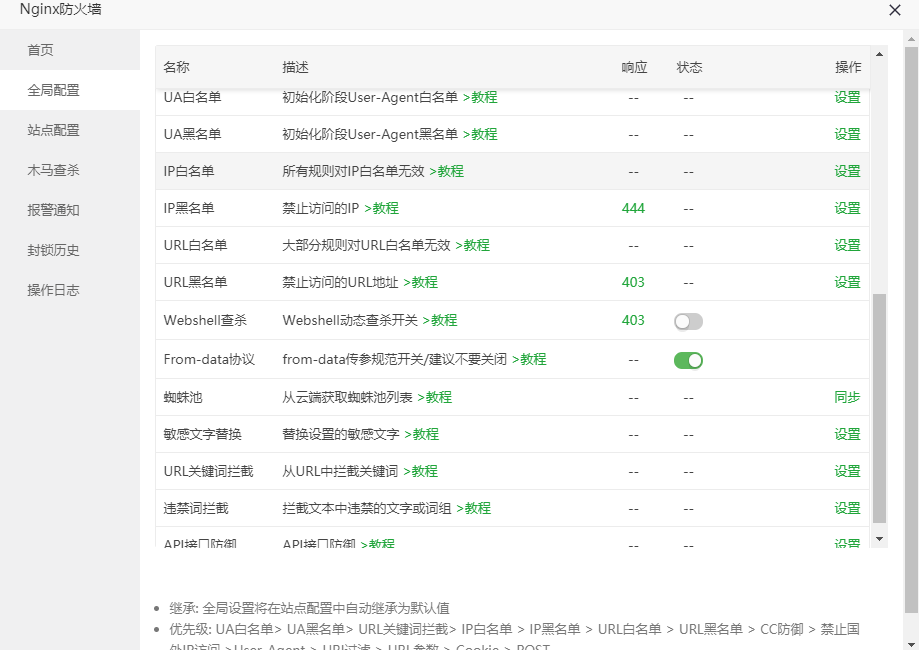 Nginx防火墙
首页
全局配置
站点配置
木马查杀
报警通知
封锁历史
操作日志
名称 描述 响应 状态 操作
UA白名单 初始化阶段User-Agent白名单 >教程 -- -- 设置
UA黑名单 初始化阶段User-Agent黑名单 >教程 -- -- 设置
IP白名单 所有规则对IP白名单无效 >教程 -- -- 设置
IP黑名单 禁止访问的IP >教程 444 -- 设置
URL白名单 大部分规则对URL白名单无效 >教程 -- -- 设置
URL黑名单 禁止访问的URL地址 >教程 403 -- 设置
Webshell查杀 Webshell动态查杀开关 >教程 403
From-data协议 from-data传参规范开关/建议不要关闭 >教程 --
蜘蛛池 从云端获取蜘蛛池列表 >教程 -- -- 同步
敏感文字替换 替换设置的敏感文字 >教程 -- -- 设置
URL关键词拦截 从URL中拦截关键词 >教程 -- -- 设置
违禁词拦截 拦截文本中违禁的文字或词组 >教程 -- -- 设置
API接口防御 API接口防御 >教程 -- -- 设置
继承: 全局设置将在站点配置中自动继承为默认值
优先级: UA白名单> UA黑名单> URL关键词拦截> IP白名单 > IP黑名单 > URL白名单 > URL黑名单 > CC防御 > 禁止国
外IP访问 >User-Agent > URI过滤 > URL参数 > Cookie > POST